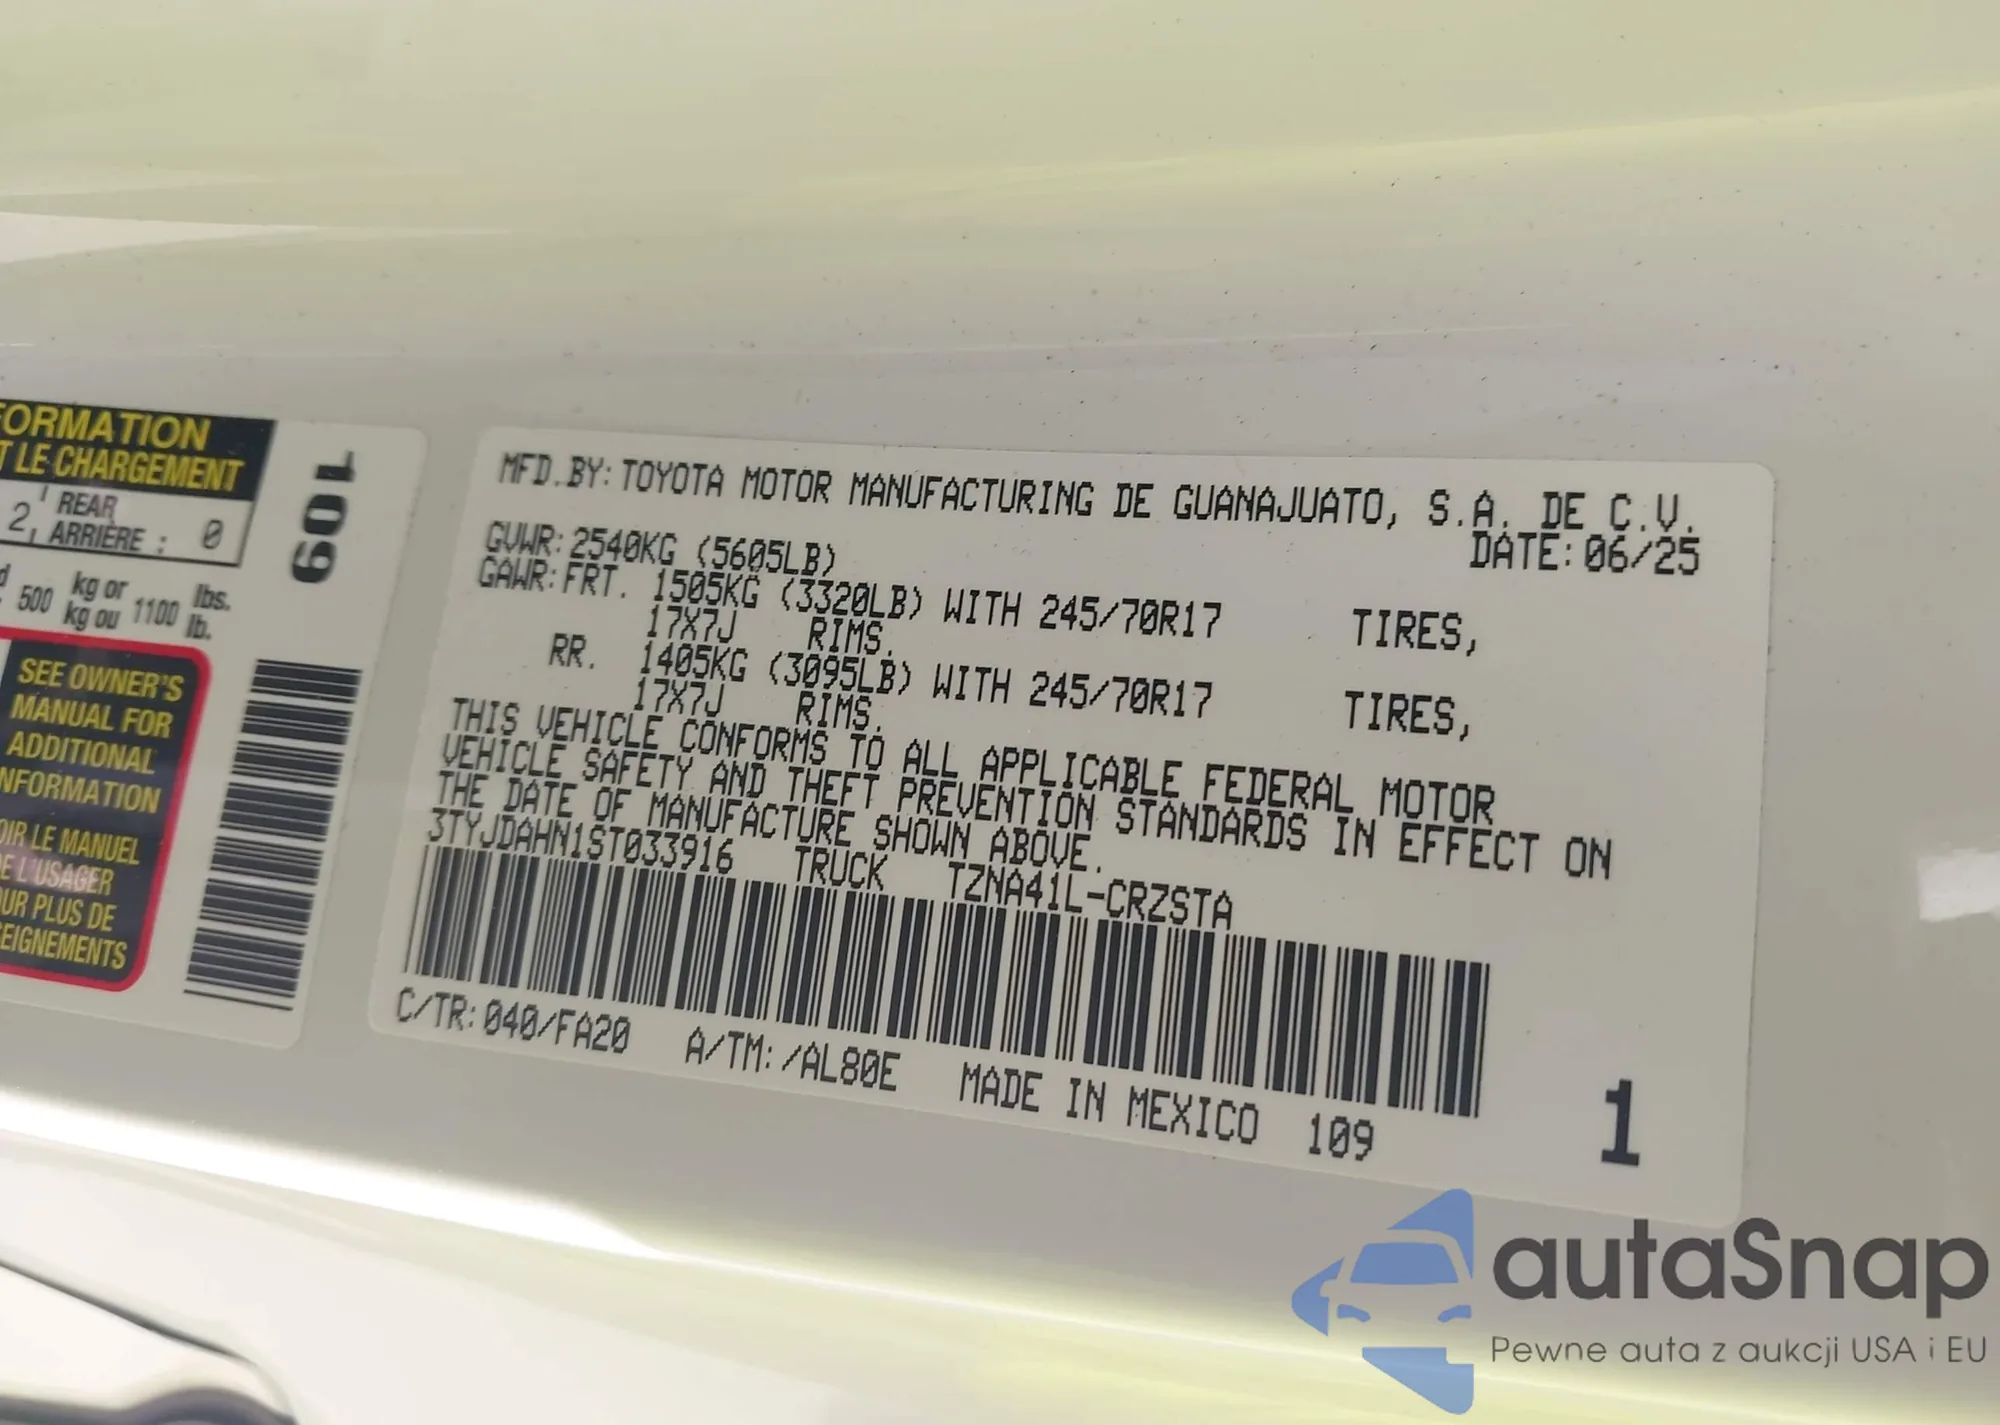 FORMATION
T LE CHARGEMENT
2, REAR
ARRIÈRE : 0
500 kg or 1100 lbs.
kg ou lb.
SEE OWNER'S
MANUAL FOR
ADDITIONAL
NFORMATION
OIR LE MANUEL
DE L'USAGER
OUR PLUS DE
SEIGNEMENTS
109
MFD. BY: TOYOTA MOTOR MANUFACTURING DE GUANAJUATO, S.A. DE C.V.
DATE: 06/25
GVWR: 2540KG (5605LB)
GAWR: FRT. 1505KG (3320LB) WITH 245/70R17 TIRES,
17X7J RIMS.
RR. 1405KG (3095LB) WITH 245/70R17 TIRES,
17X7J RIMS.
THIS VEHICLE CONFORMS TO ALL APPLICABLE FEDERAL MOTOR
VEHICLE SAFETY AND THEFT PREVENTION STANDARDS IN EFFECT ON
THE DATE OF MANUFACTURE SHOWN ABOVE.
3TYJDAHN1ST033916 TRUCK TZNA41L-CRZSTA
C/TR: 040/FA20 A/TM: /AL80E MADE IN MEXICO 109
1
autaSnap
Pewne auta z aukcji USA i EU